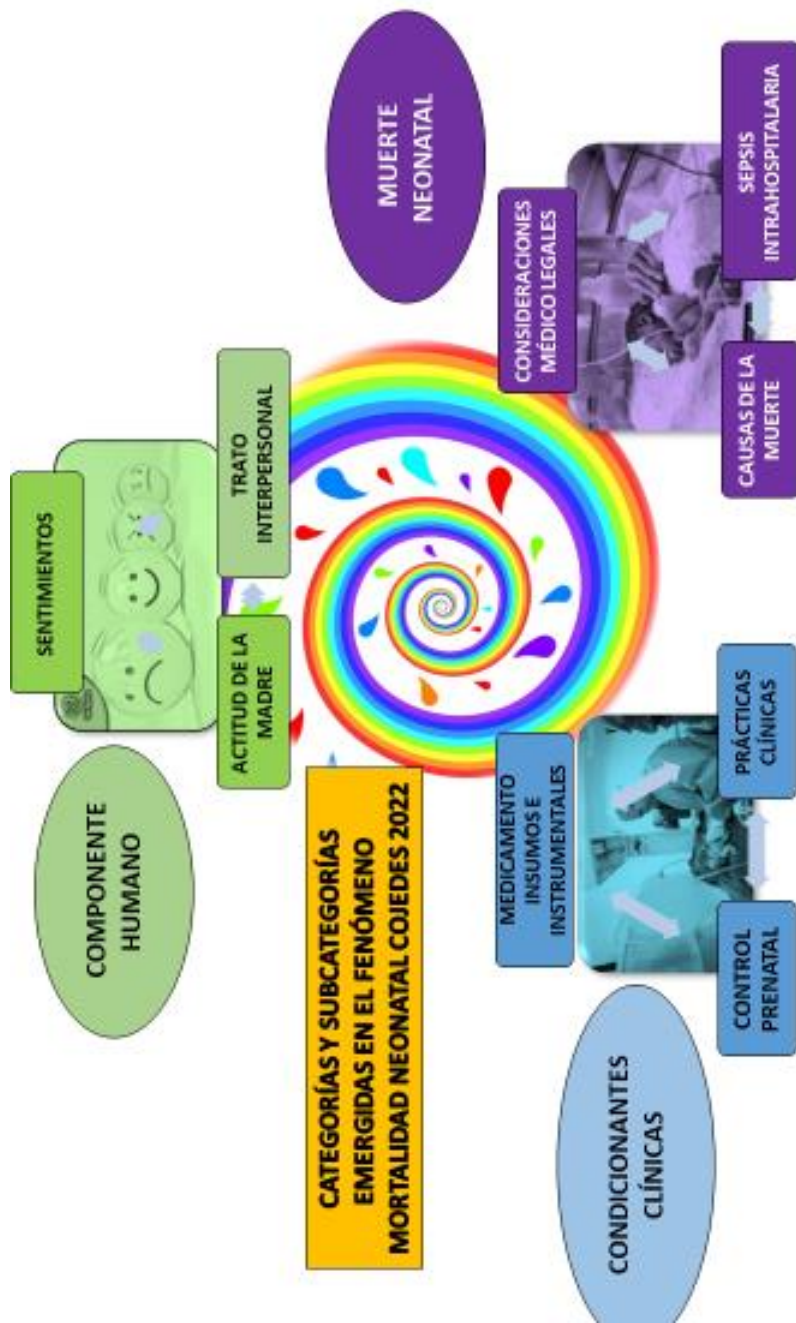 CATEGORÍAS Y SUBCATEGORÍAS
EMERGIDAS EN EL FENÓMENO
MORTALIDAD NEONATAL COJEDES 2022
COMPONENTE
HUMANO
SENTIMIENTOS
ACTITUD DE LA
MADRE
TRATO
INTERPERSONAL
MUERTE
NEONATAL
CONSIDERACIONES
MÉDICO LEGALES
CAUSAS DE LA
MUERTE
SEPSIS
INTRAHOSPITALARIA
CONDICIONANTES
CLÍNICAS
MEDICAMENTO
INSUMOS E
INSTRUMENTALES
CONTROL
PRENATAL
PRÁCTICAS
CLÍNICAS